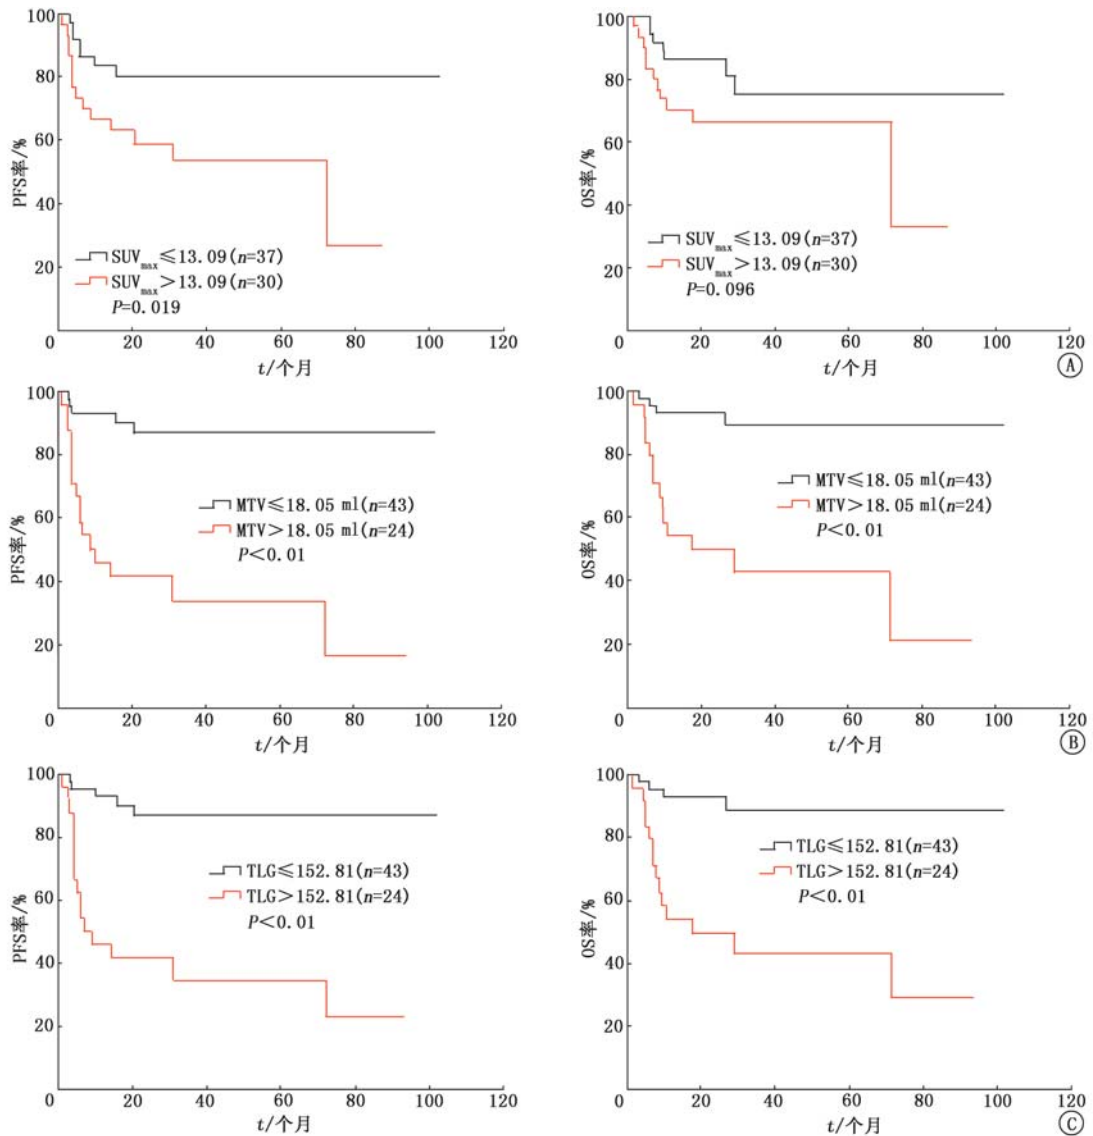 100
80
60
40
20
0
20
40
60
80
100
120
PFS率/%
SUVmax≤13.09(n=37)
SUVmax>13.09(n=30)
P=0.019
t/个月
100
80
60
40
20
0
20
40
60
80
100
120
OS率/%
SUVmax≤13.09(n=37)
SUVmax>13.09(n=30)
P=0.096
t/个月
Ⓐ
100
80
60
40
20
0
20
40
60
80
100
120
PFS率/%
MTV≤18.05 ml(n=43)
MTV>18.05 ml(n=24)
P<0.01
t/个月
100
80
60
40
20
0
20
40
60
80
100
120
OS率/%
MTV≤18.05 ml(n=43)
MTV>18.05 ml(n=24)
P<0.01
t/个月
Ⓑ
100
80
60
40
20
0
20
40
60
80
100
120
PFS率/%
TLG≤152.81(n=43)
TLG>152.81(n=24)
P<0.01
t/个月
100
80
60
40
20
0
20
40
60
80
100
120
OS率/%
TLG≤152.81(n=43)
TLG>152.81(n=24)
P<0.01
t/个月
Ⓒ